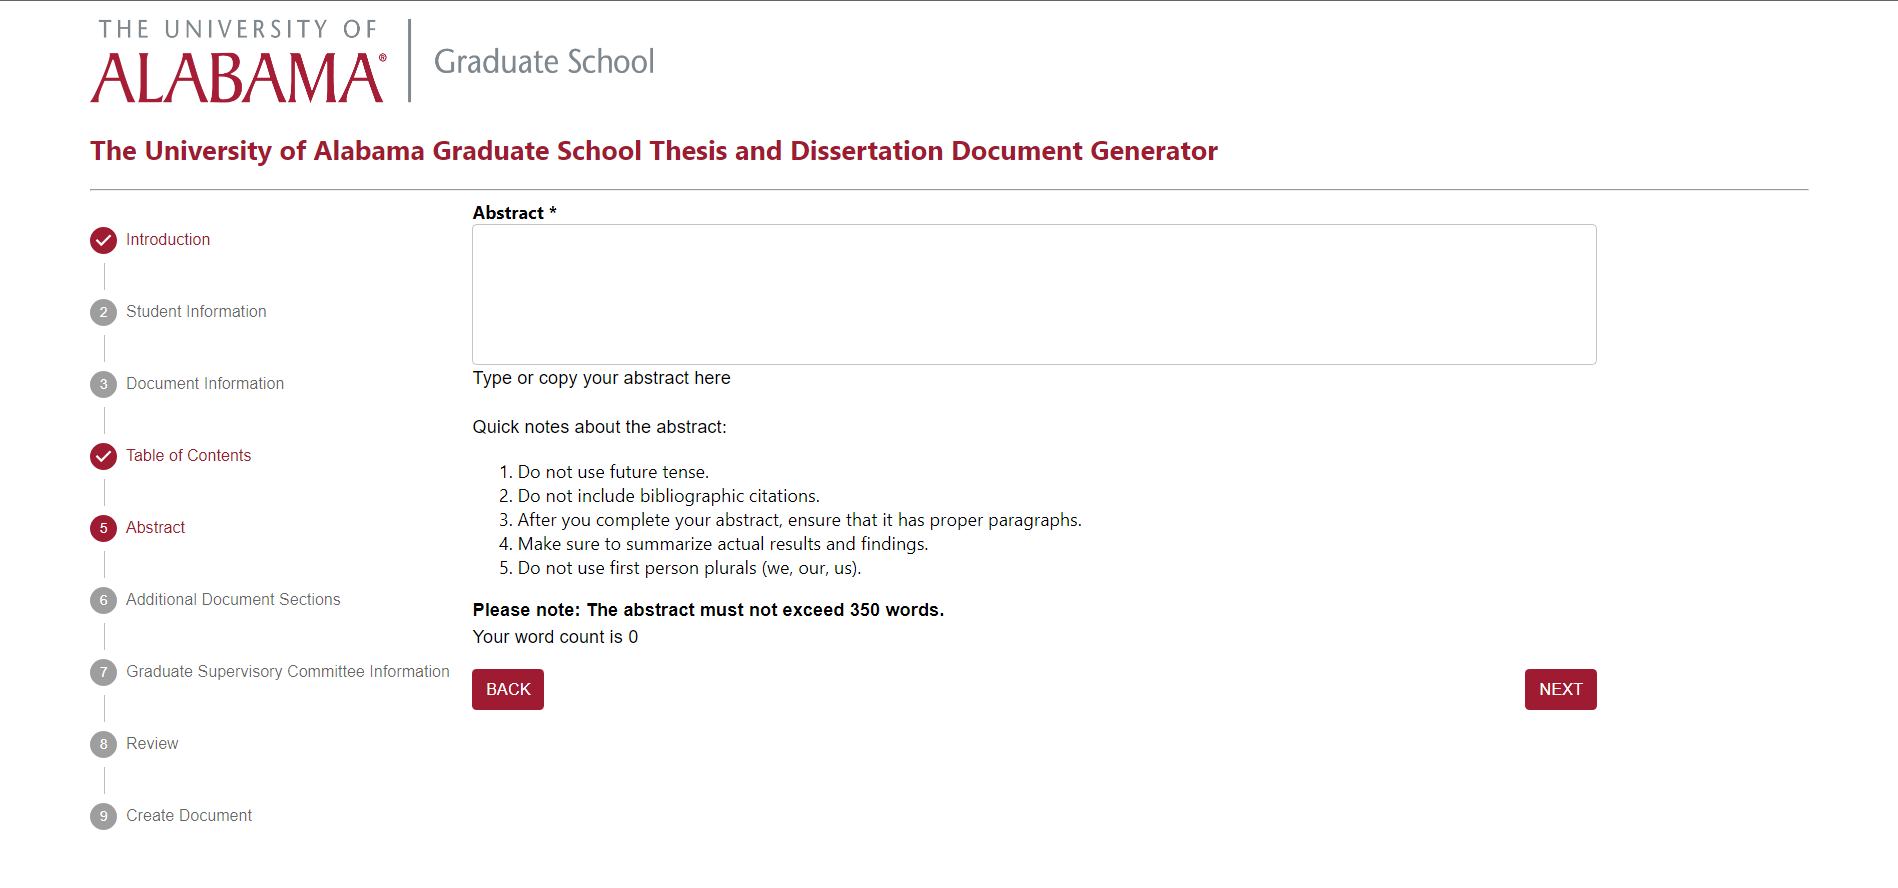 THE UNIVERSITY OF
ALABAMA®
Graduate School
The University of Alabama Graduate School Thesis and Dissertation Document Generator
Introduction
2 Student Information
3 Document Information
Table of Contents
5 Abstract
6 Additional Document Sections
7 Graduate Supervisory Committee Information
8 Review
9 Create Document
Abstract *
Type or copy your abstract here
Quick notes about the abstract:
1. Do not use future tense.
2. Do not include bibliographic citations.
3. After you complete your abstract, ensure that it has proper paragraphs.
4. Make sure to summarize actual results and findings.
5. Do not use first person plurals (we, our, us).
Please note: The abstract must not exceed 350 words.
Your word count is 0
BACK
NEXT